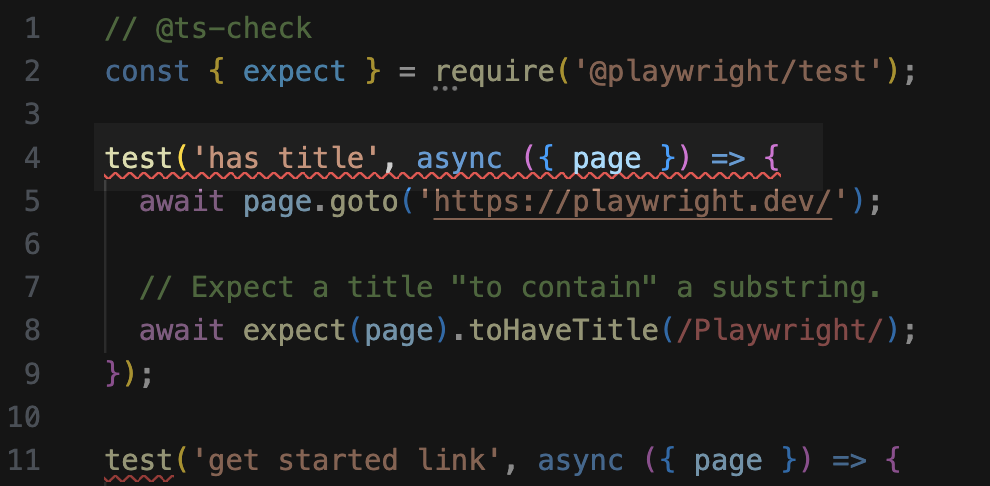 1 // @ts-check
2 const { expect } = require('@playwright/test');
3
4 test('has title', async ({ page }) => {
5   await page.goto('https://playwright.dev/');
6
7   // Expect a title "to contain" a substring.
8   await expect(page).toHaveTitle(/Playwright/);
9 });
10
11 test('get started link', async ({ page }) => {